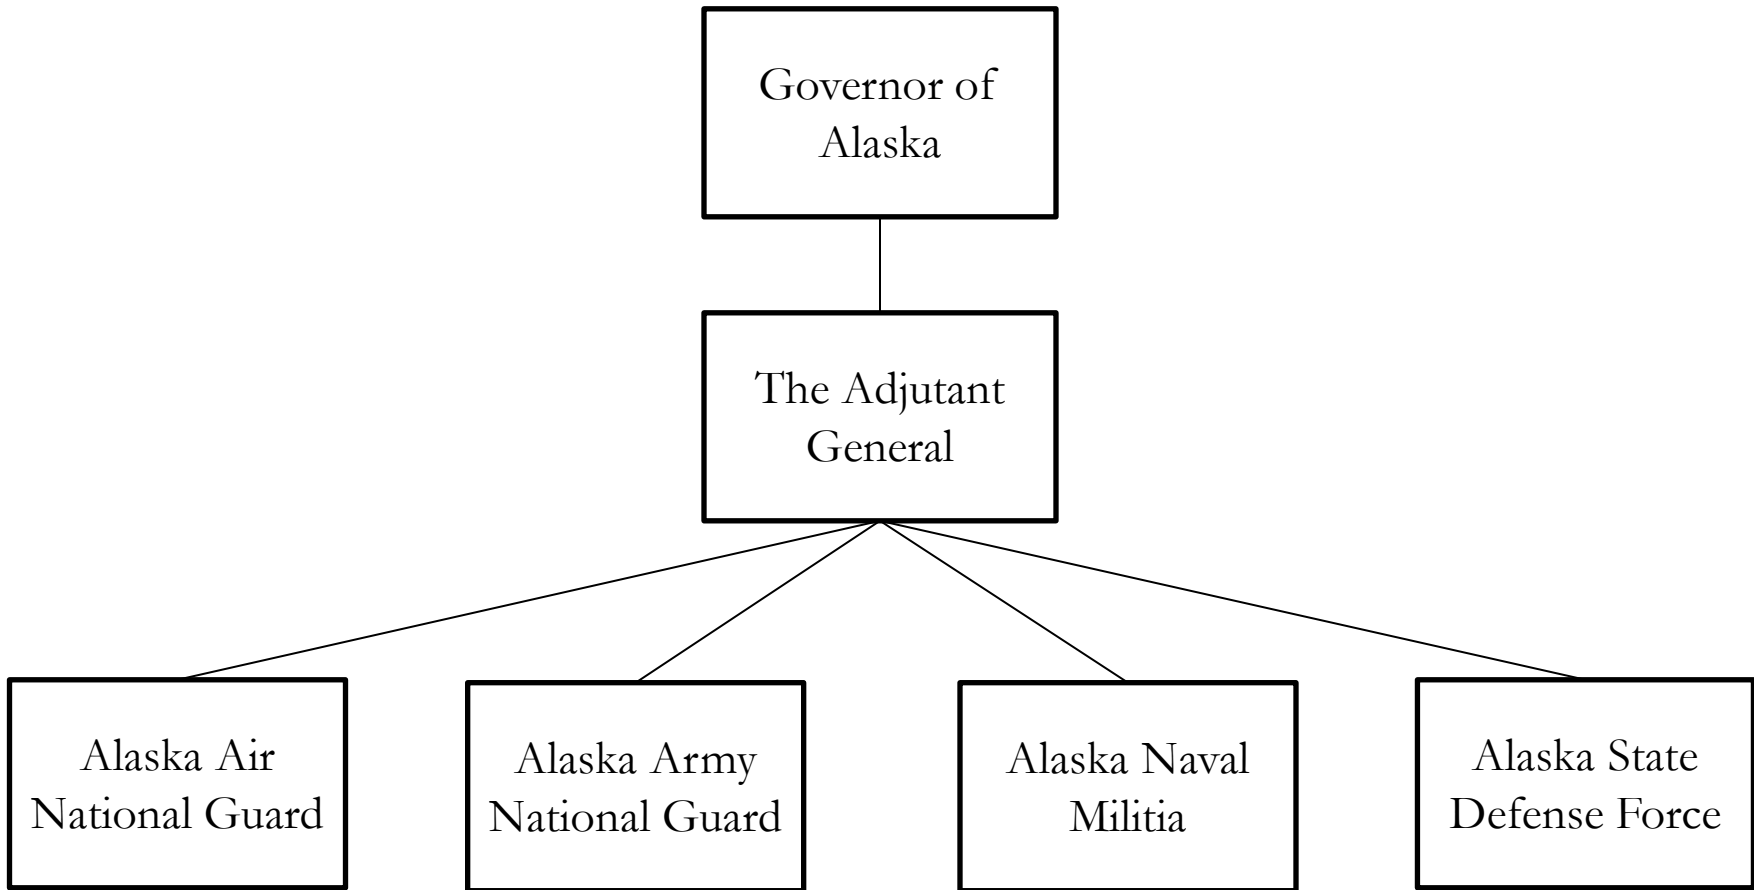 Governor of
Alaska
The Adjutant
General
Alaska Air
National Guard
Alaska Army
National Guard
Alaska Naval
Militia
Alaska State
Defense Force